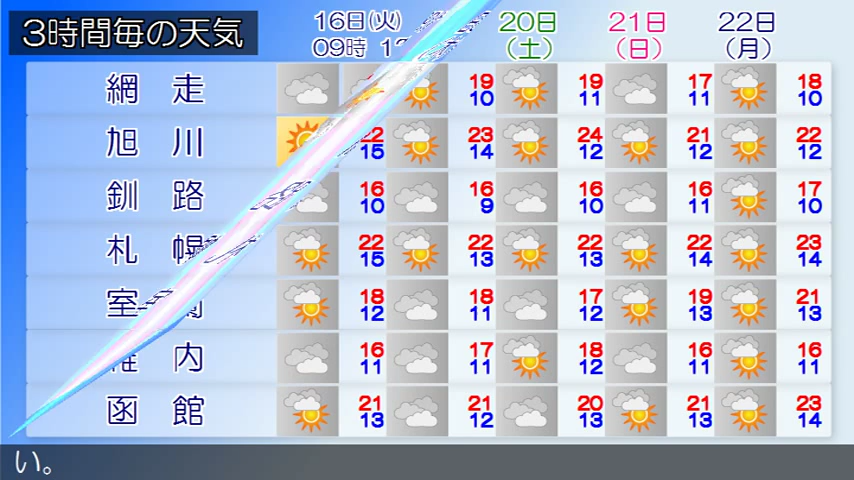 3時間毎の天気
16日(火) 20日 21日 22日
09時 (土) (日) (月)
網走 19 19 17 18
10 11 11 10
旭川 22 23 24 21 22
15 14 12 12 12
釧路 16 16 16 16 17
10 9 10 11 10
札幌 22 22 22 22 23
15 13 13 14 14
室 18 18 17 19 21
12 11 12 13 13
内 16 17 18 16 16
11 11 12 11 11
函館 21 21 20 21 23
13 12 13 13 14
い。